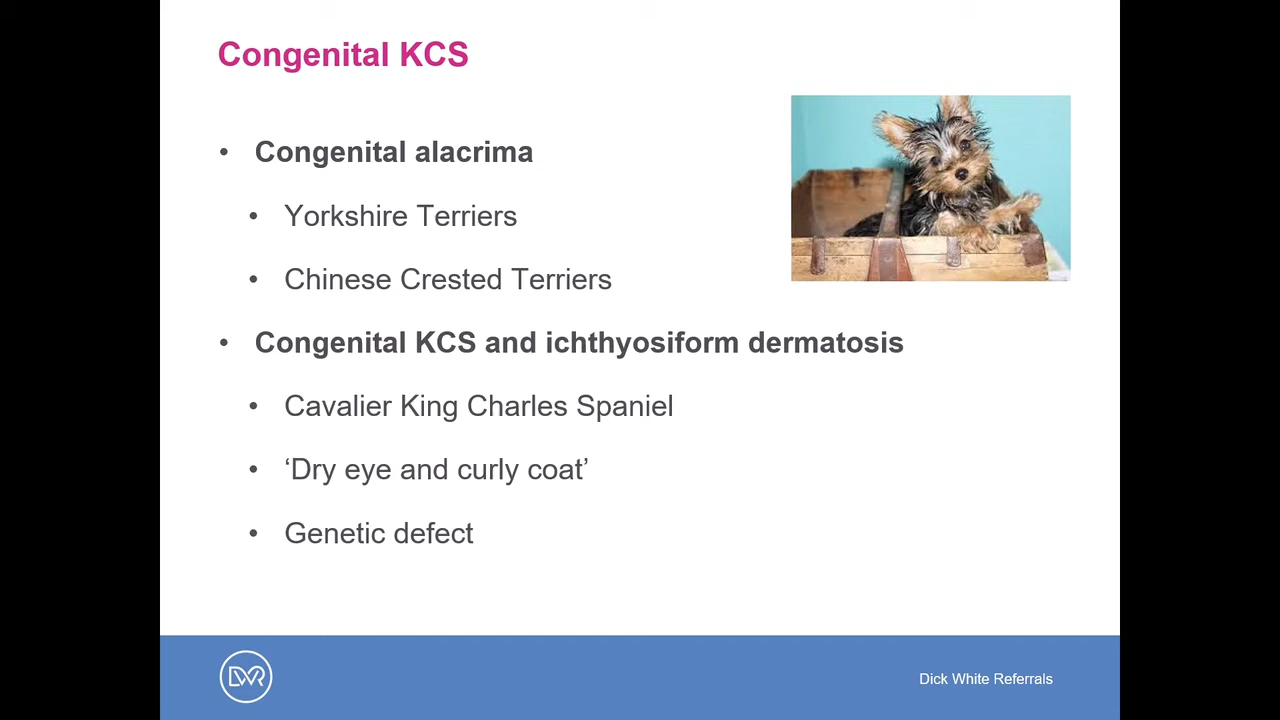 Congenital KCS
• Congenital alacrima
• Yorkshire Terriers
• Chinese Crested Terriers
• Congenital KCS and ichthyosiform dermatosis
• Cavalier King Charles Spaniel
• ‘Dry eye and curly coat’
• Genetic defect
DWR
Dick White Referrals